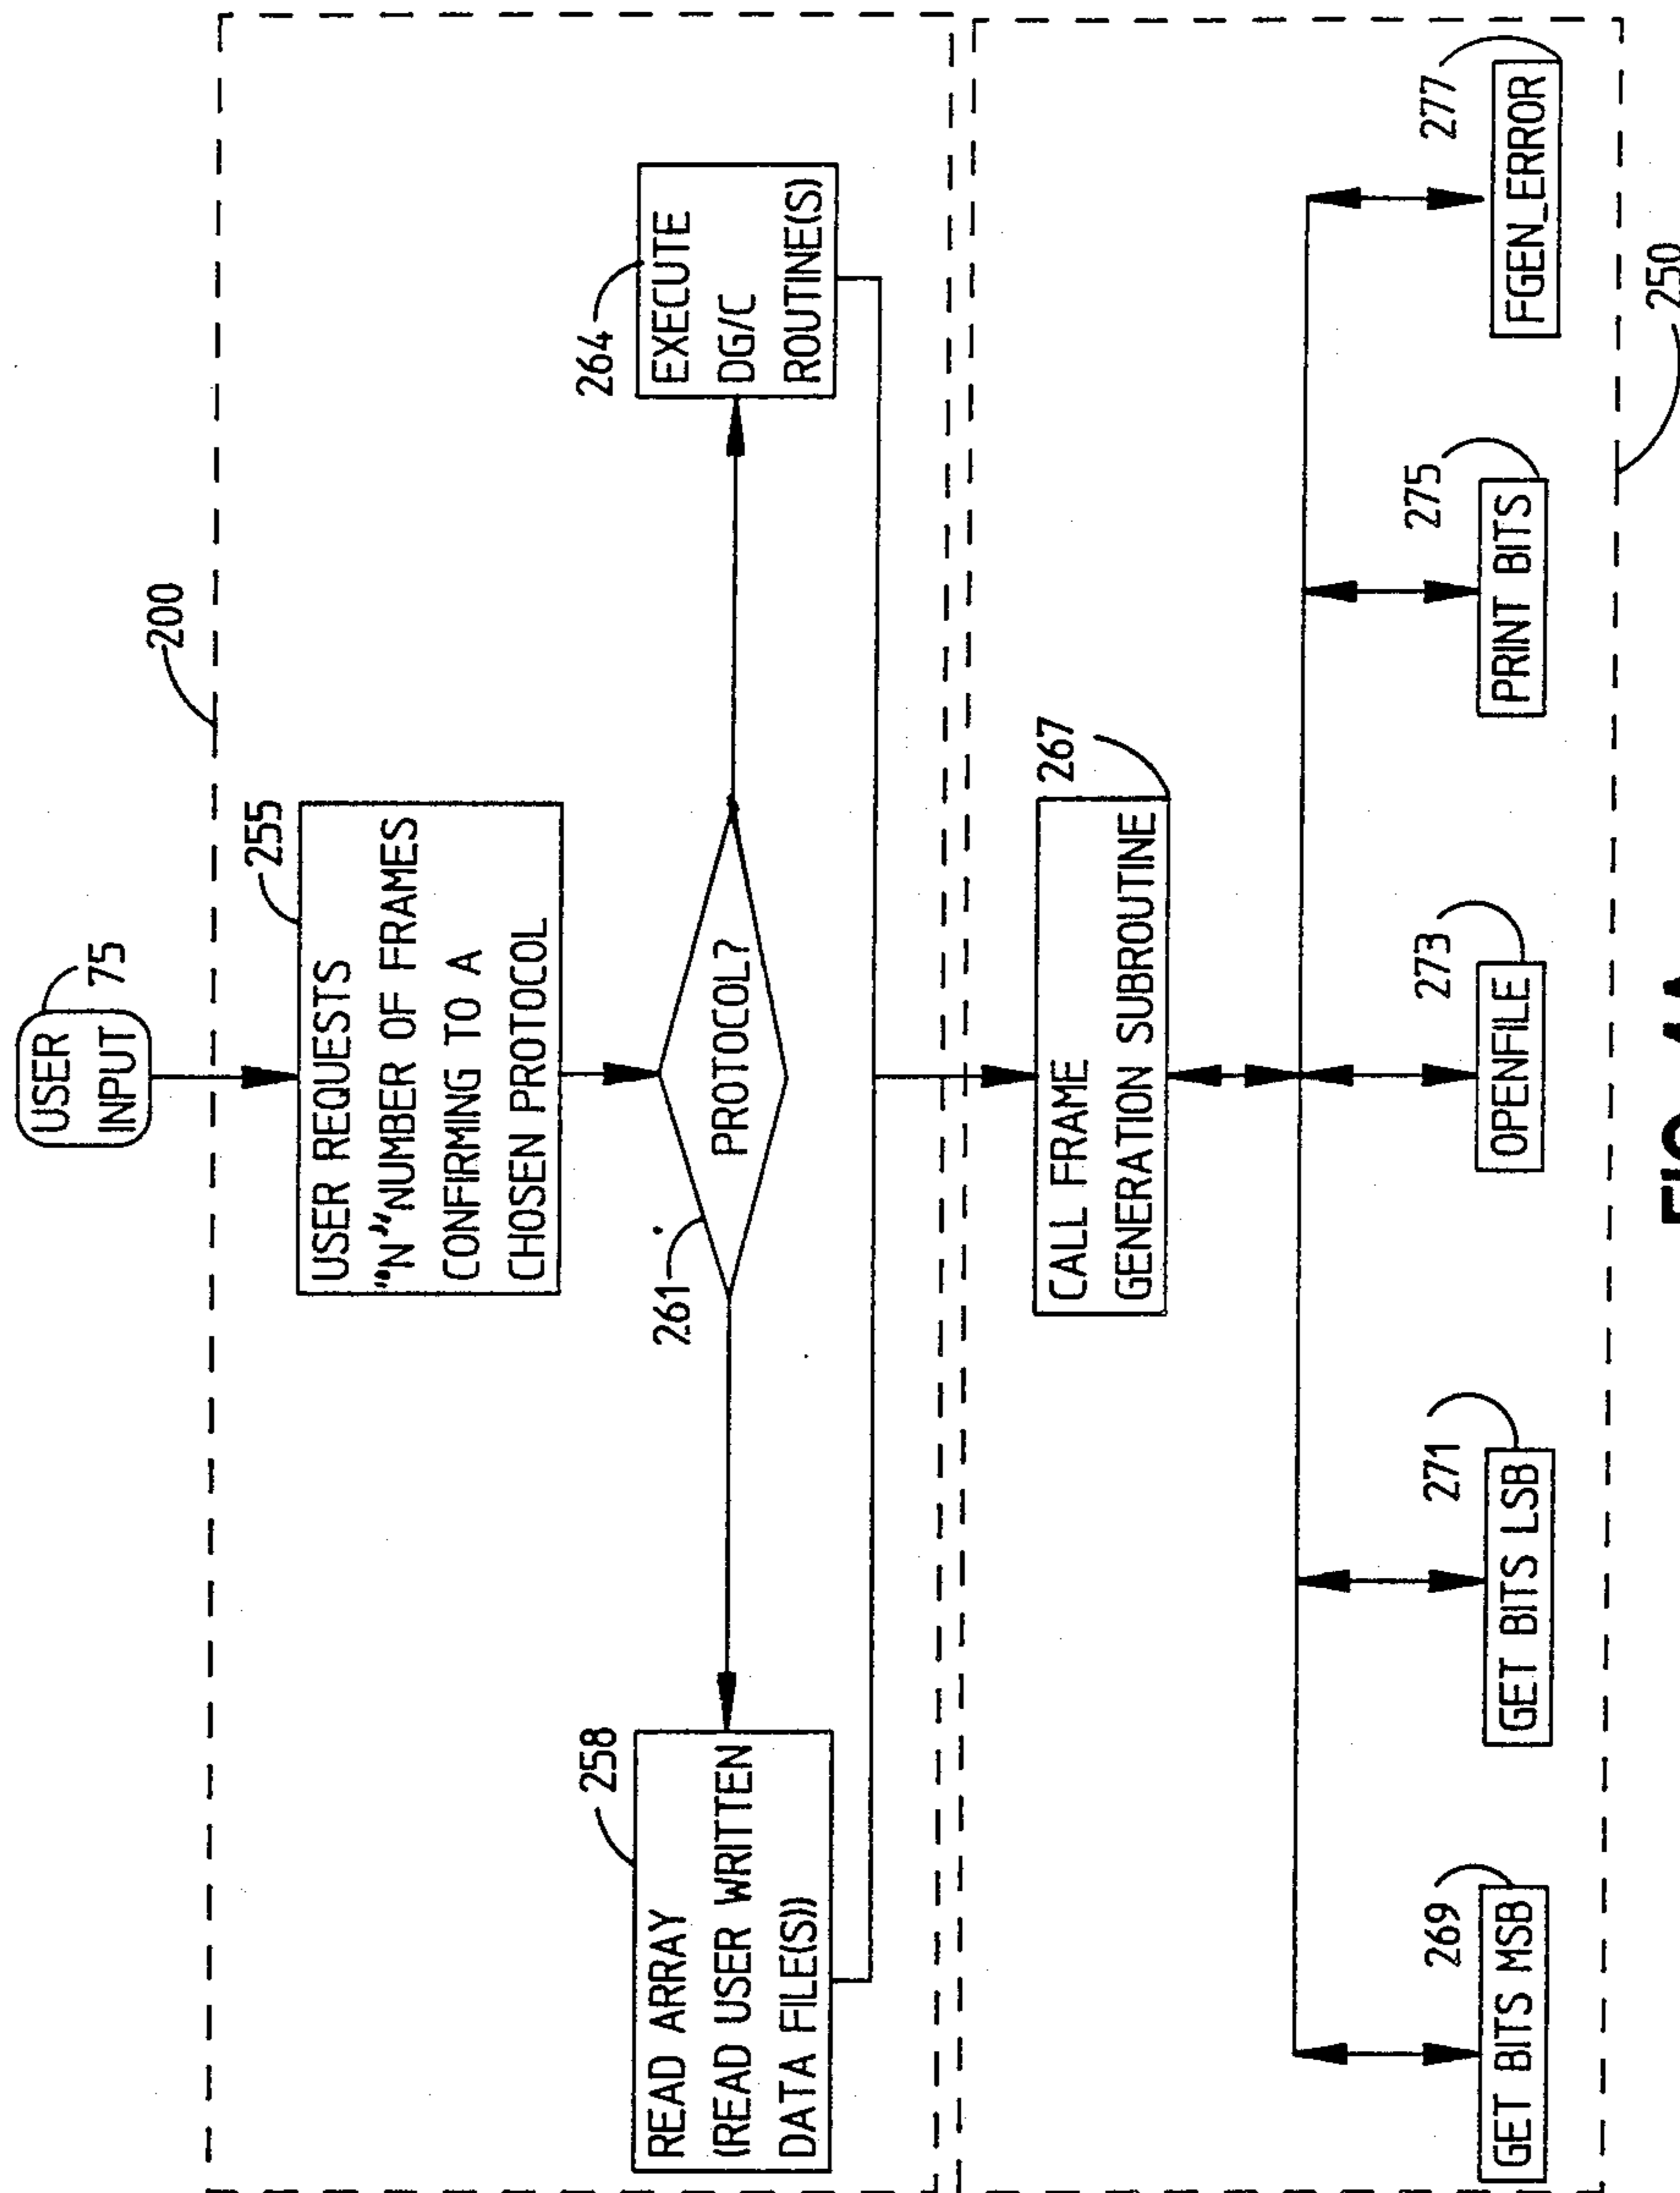 USER
INPUT
75
200
255
USER REQUESTS
"N" NUMBER OF FRAMES
CONFIRMING TO A
CHOSEN PROTOCOL
261
PROTOCOL?
258
READ ARRAY
(READ USER WRITTEN
DATA FILE(S))
264
EXECUTE
DG/C
ROUTINE(S)
267
CALL FRAME
GENERATION SUBROUTINE
269
GET BITS MSB
271
GET BITS LSB
273
OPENFILE
275
PRINT BITS
277
FGEN_ERROR
250